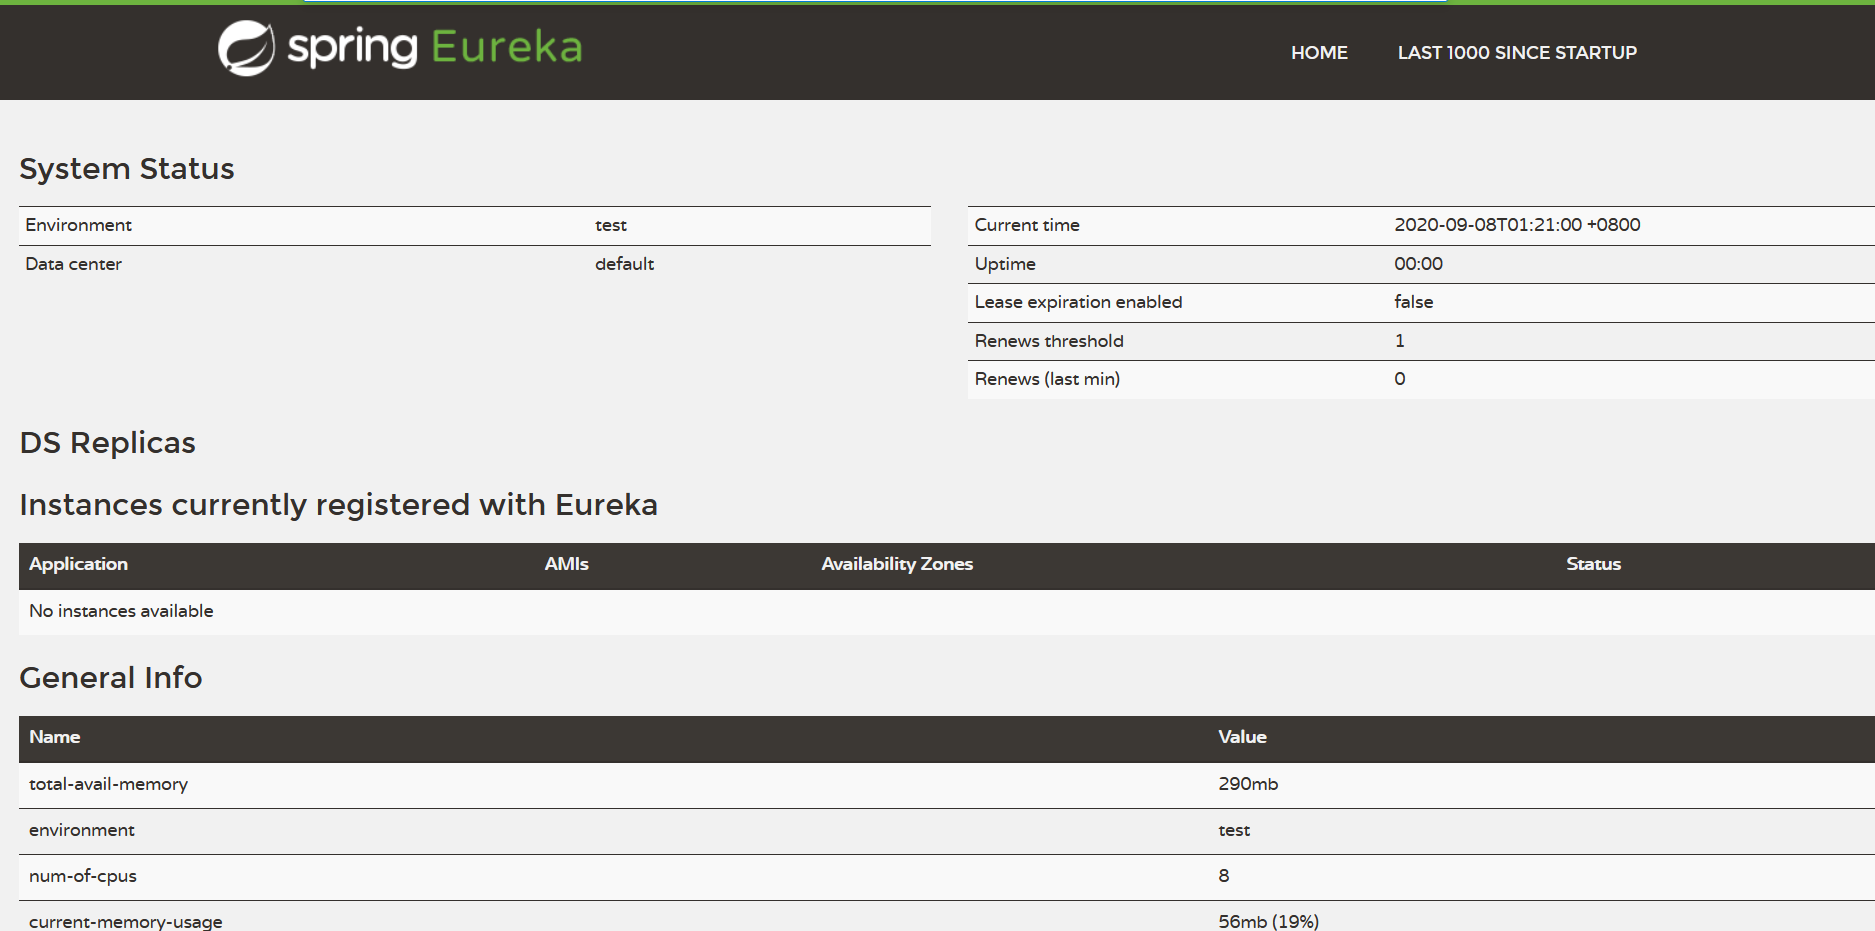 spring Eureka
HOME LAST 1000 SINCE STARTUP
System Status
Environment test
Data center default
Current time 2020-09-08T01:21:00 +0800
Uptime 00:00
Lease expiration enabled false
Renews threshold 1
Renews (last min) 0
DS Replicas
Instances currently registered with Eureka
Application AMIs Availability Zones Status
No instances available
General Info
Name Value
total-avail-memory 290mb
environment test
num-of-cpus 8
current-memory-usage 56mb (19%)